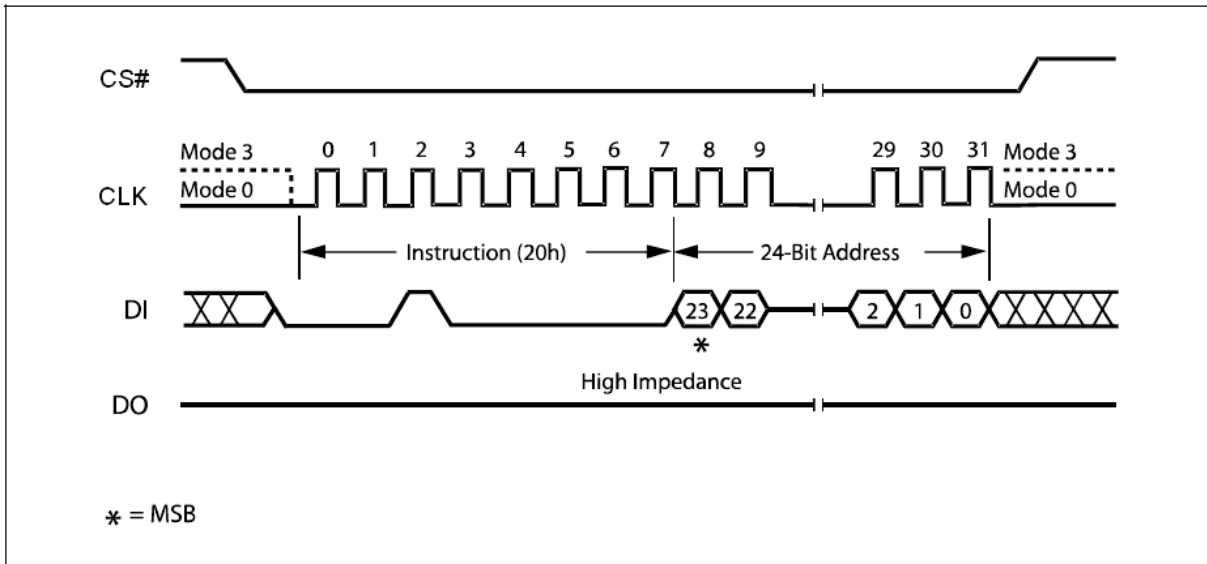 CS#
Mode 3 0 1 2 3 4 5 6 7 8 9 29 30 31 Mode 3
CLK Mode 0 Mode 0
Instruction (20h) 24-Bit Address
DI 23 22 2 1 0
*
High Impedance
DO
* = MSB